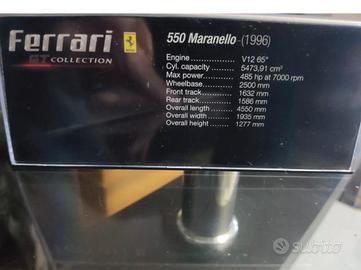 Ferrari
GT COLLECTION
550 Maranello (1996)
Engine V12 65°
Cyl. capacity 5473,91 cm³
Max power 485 hp at 7000 rpm
Wheelbase 2500 mm
Front track 1632 mm
Rear track 1586 mm
Overall length 4550 mm
Overall width 1935 mm
Overall height 1277 mm
subito